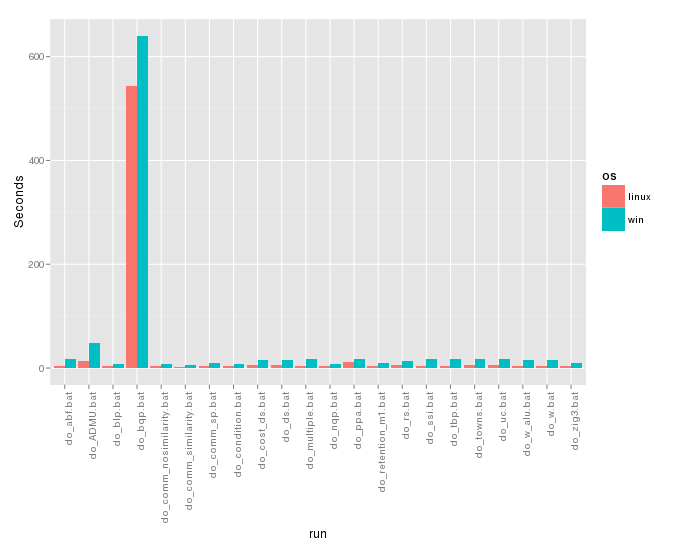 600
400
200
0
Seconds
do_abf.bat
do_ADMU.bat
do_blp.bat
do_bqp.bat
do_comm_nosimilarity.bat
do_comm_similarity.bat
do_comm_sp.bat
do_condition.bat
do_cost_ds.bat
do_ds.bat
do_multiple.bat
do_nqp.bat
do_ppa.bat
do_retention_m1.bat
do_rs.bat
do_ssi.bat
do_tbp.bat
do_towns.bat
do_uc.bat
do_w_alu.bat
do_w.bat
do_zig3.bat
run
os
linux
win